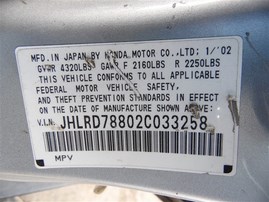 MFD. IN JAPAN BY HONDA MOTOR CO., LTD. 1/'02
GVWR 4320LBS GAWR F 2160LBS R 2250LBS
THIS VEHICLE CONFORMS TO ALL APPLICABLE
FEDERAL MOTOR VEHICLE SAFETY,
AND THEFT PREVENTION STANDARDS IN EFFECT
ON THE DATE OF MANUFACTURE SHOWN ABOVE.
V.I.N. JHLRD78802C033258
MPV